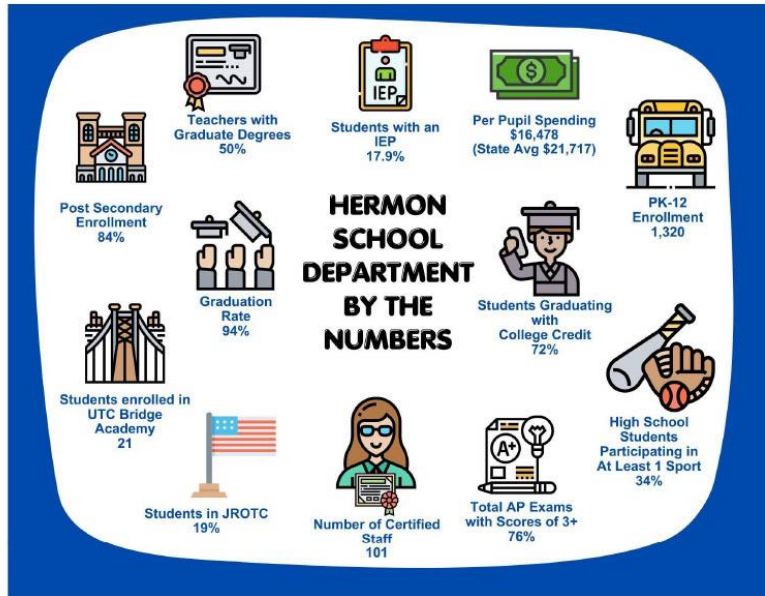 Teachers with
Graduate Degrees
50%
IEP
Students with an
IEP
17.9%
$
Per Pupil Spending
$16,478
(State Avg $21,717)
PK-12
Enrollment
1,320
Post Secondary
Enrollment
84%
Graduation
Rate
94%
HERMON
SCHOOL
DEPARTMENT
BY THE
NUMBERS
Students Graduating
with
College Credit
72%
Students enrolled in
UTC Bridge
Academy
21
High School
Students
Participating in
At Least 1 Sport
34%
Students in JROTC
19%
Number of Certified
Staff
101
A+
Total AP Exams
with Scores of 3+
76%